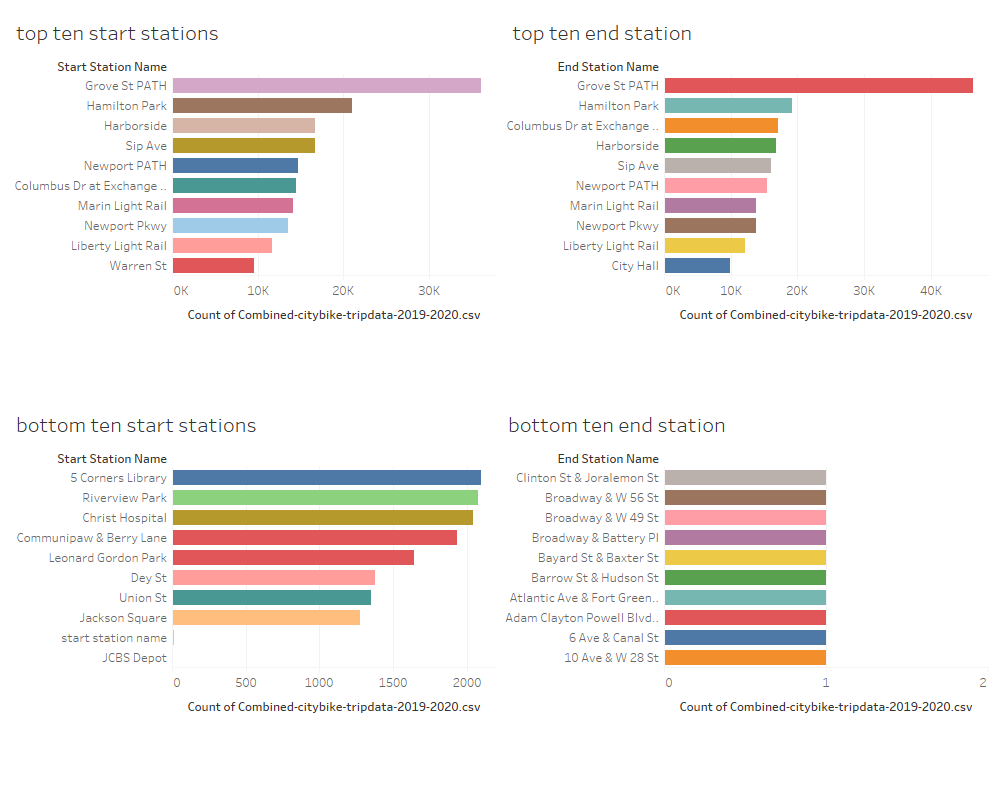 top ten start stations
Start Station Name
Grove St PATH
Hamilton Park
Harborside
Sip Ave
Newport PATH
Columbus Dr at Exchange ..
Marin Light Rail
Newport Pkwy
Liberty Light Rail
Warren St
0K 10K 20K 30K
Count of Combined-citybike-tripdata-2019-2020.csv
top ten end station
End Station Name
Grove St PATH
Hamilton Park
Columbus Dr at Exchange ..
Harborside
Sip Ave
Newport PATH
Marin Light Rail
Newport Pkwy
Liberty Light Rail
City Hall
0K 10K 20K 30K 40K
Count of Combined-citybike-tripdata-2019-2020.csv
bottom ten start stations
Start Station Name
5 Corners Library
Riverview Park
Christ Hospital
Communipaw & Berry Lane
Leonard Gordon Park
Dey St
Union St
Jackson Square
start station name
JCBS Depot
0 500 1000 1500 2000
Count of Combined-citybike-tripdata-2019-2020.csv
bottom ten end station
End Station Name
Clinton St & Joralemon St
Broadway & W 56 St
Broadway & W 49 St
Broadway & Battery Pl
Bayard St & Baxter St
Barrow St & Hudson St
Atlantic Ave & Fort Green..
Adam Clayton Powell Blvd..
6 Ave & Canal St
10 Ave & W 28 St
0 1 2
Count of Combined-citybike-tripdata-2019-2020.csv